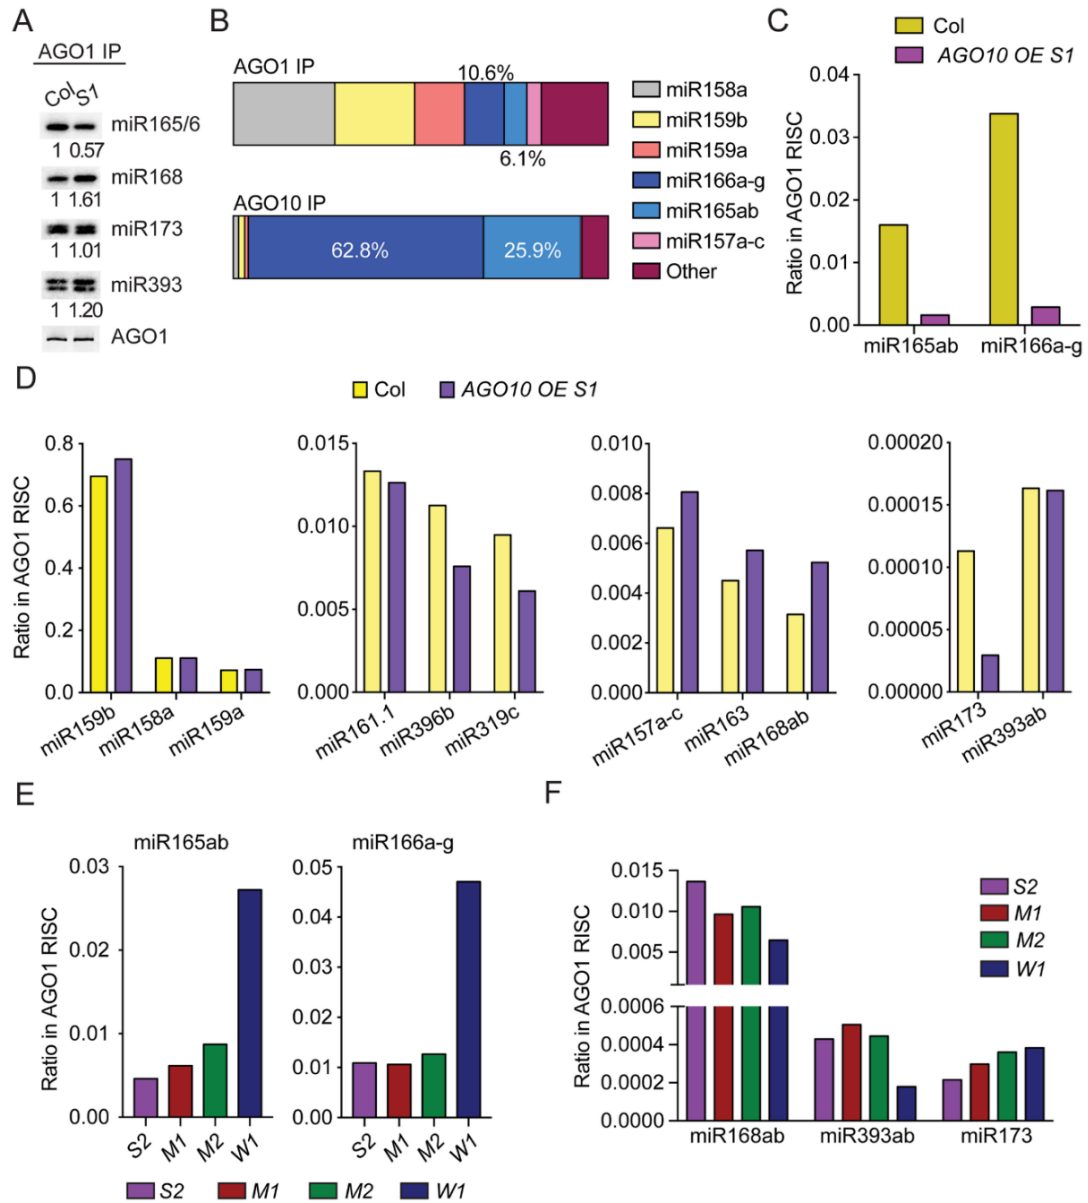 A
AGO1 IP
Col S1
miR165/6
1 0.57
miR168
1 1.61
miR173
1 1.01
miR393
1 1.20
AGO1
B
AGO1 IP
10.6%
6.1%
AGO10 IP
62.8%
25.9%
miR158a
miR159b
miR159a
miR166a-g
miR165ab
miR157a-c
Other
C
Col
AGO10 OE S1
Ratio in AGO1 RISC
0.04
0.03
0.02
0.01
0.00
miR165ab
miR166a-g
D
Col
AGO10 OE S1
Ratio in AGO1 RISC
0.8
0.6
0.4
0.2
0.0
miR159b
miR158a
miR159a
0.015
0.010
0.005
0.000
miR161.1
miR396b
miR319c
0.010
0.008
0.006
0.004
0.002
0.000
miR157a-c
miR163
miR168ab
0.00020
0.00015
0.00010
0.00005
0.00000
miR173
miR393ab
E
miR165ab
Ratio in AGO1 RISC
0.03
0.02
0.01
0.00
S2
M1
M2
W1
miR166a-g
0.05
0.04
0.03
0.02
0.01
0.00
S2
M1
M2
W1
S2
M1
M2
W1
F
Ratio in AGO1 RISC
0.015
0.010
0.005
0.0006
0.0004
0.0002
0.0000
miR168ab
miR393ab
miR173
S2
M1
M2
W1